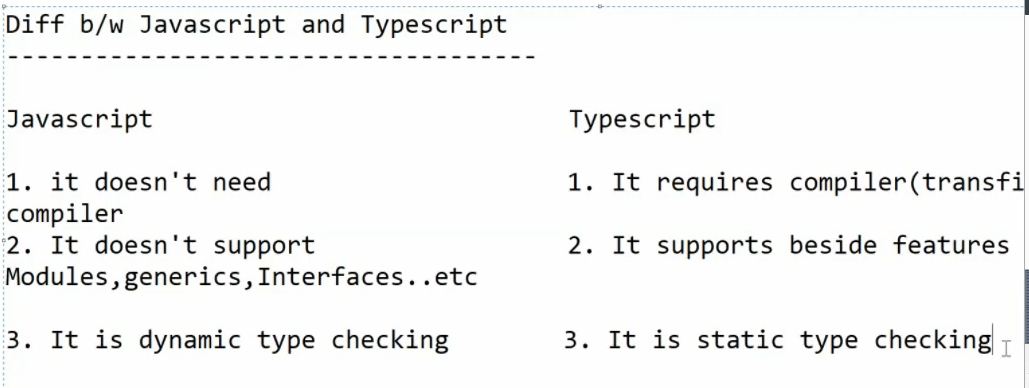 Diff b/w Javascript and Typescript
------------------------------------
Javascript Typescript
1. it doesn't need 1. It requires compiler(transfi
compiler
2. It doesn't support 2. It supports beside features
Modules,generics,Interfaces..etc
3. It is dynamic type checking 3. It is static type checking